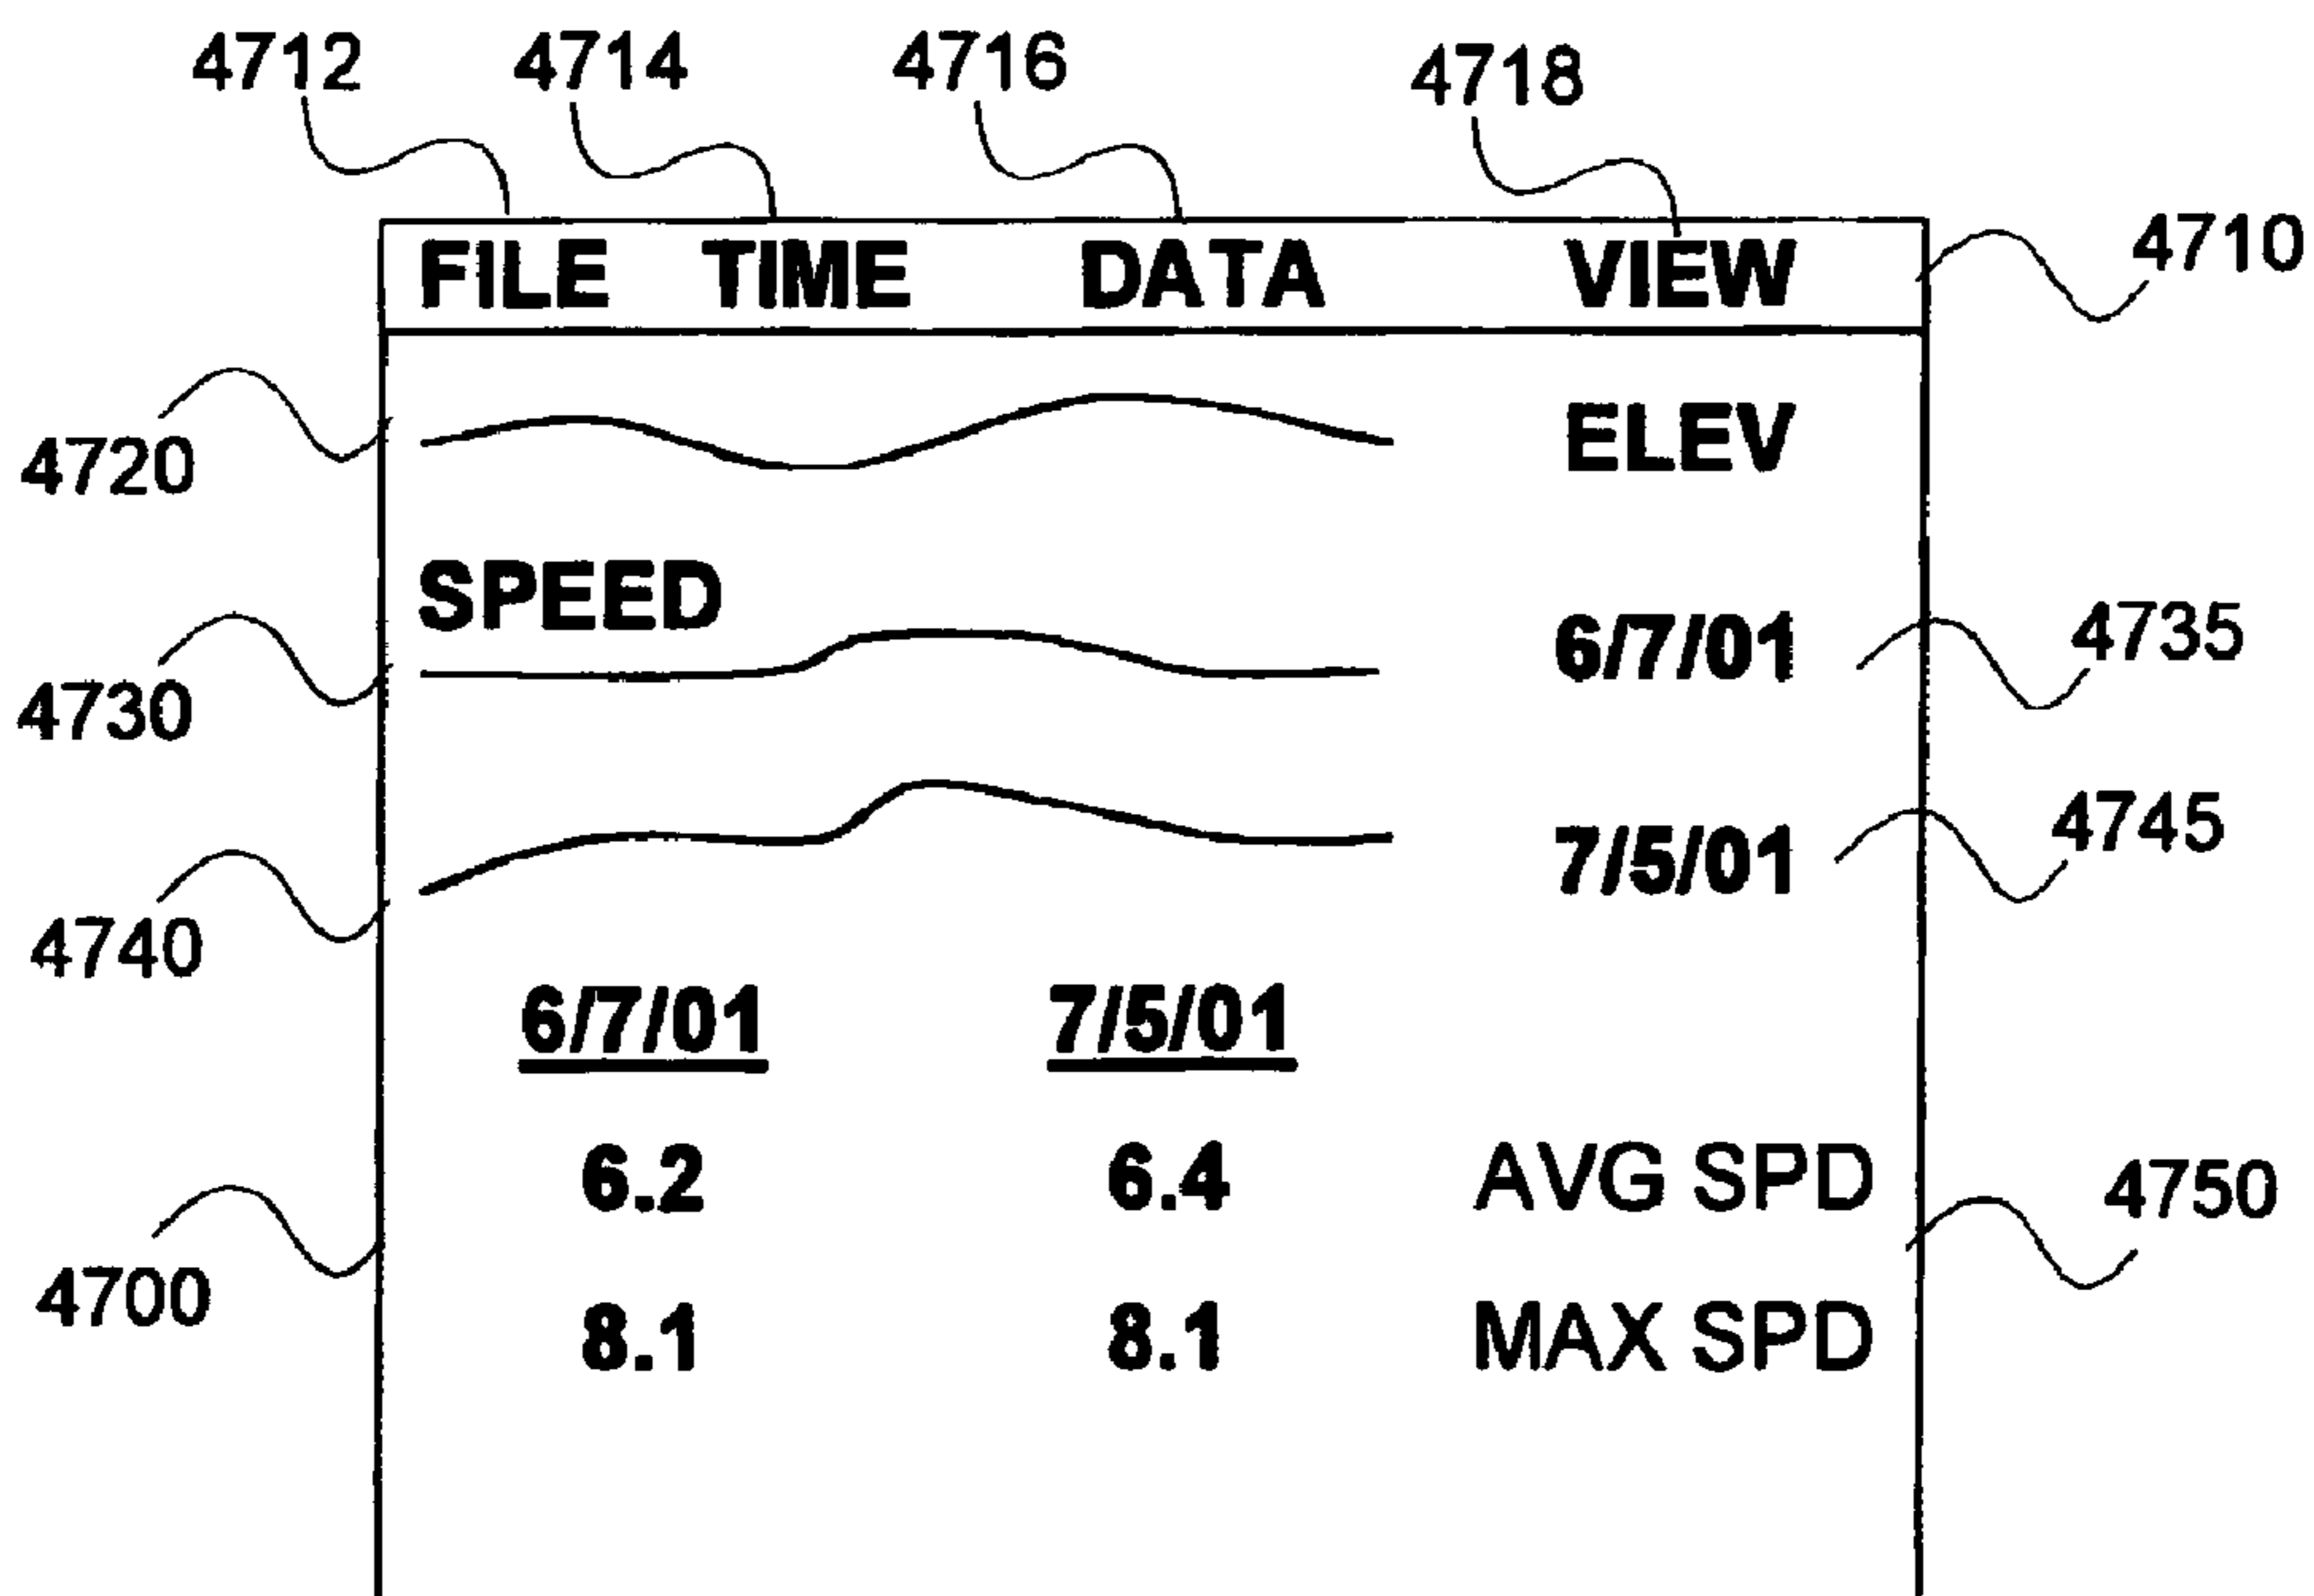 4712 4714 4716 4718
FILE TIME DATA VIEW 4710
4720 ELEV
SPEED
4730 6/7/01 4735
4740 7/5/01 4745
6/7/01 7/5/01
6.2 6.4 AVG SPD 4750
4700 8.1 8.1 MAX SPD